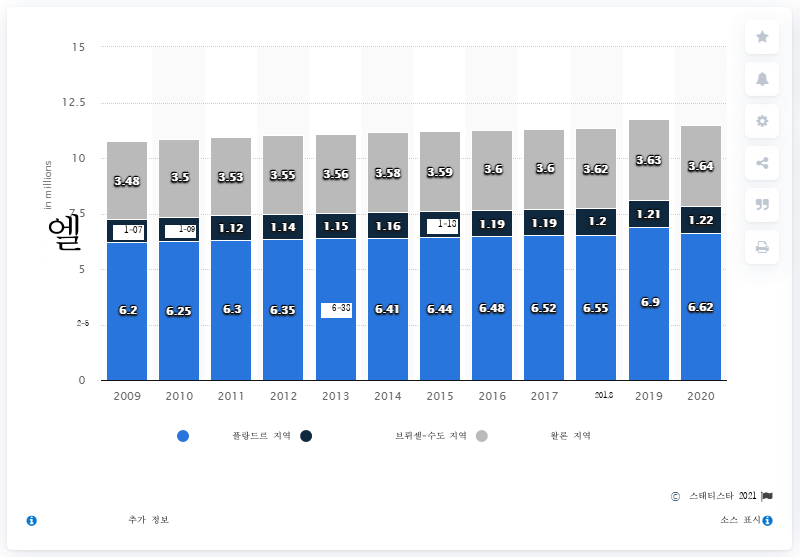 15
12.5
10
7.5
5
2-5
0
in millions
엘
3.48 3.5 3.53 3.55 3.56 3.58 3.59 3.6 3.6 3.62 3.63 3.64
1-07 1-09 1.12 1.14 1.15 1.16 1-18 1.19 1.19 1.2 1.21 1.22
6.2 6.25 6.3 6.35 6-38 6.41 6.44 6.48 6.52 6.55 6.9 6.62
2009 2010 2011 2012 2013 2014 2015 2016 2017 2018 2019 2020
플랑드르 지역 브뤼셀-수도 지역 왈론 지역
© 스태티스타 2021
추가 정보 소스 표시